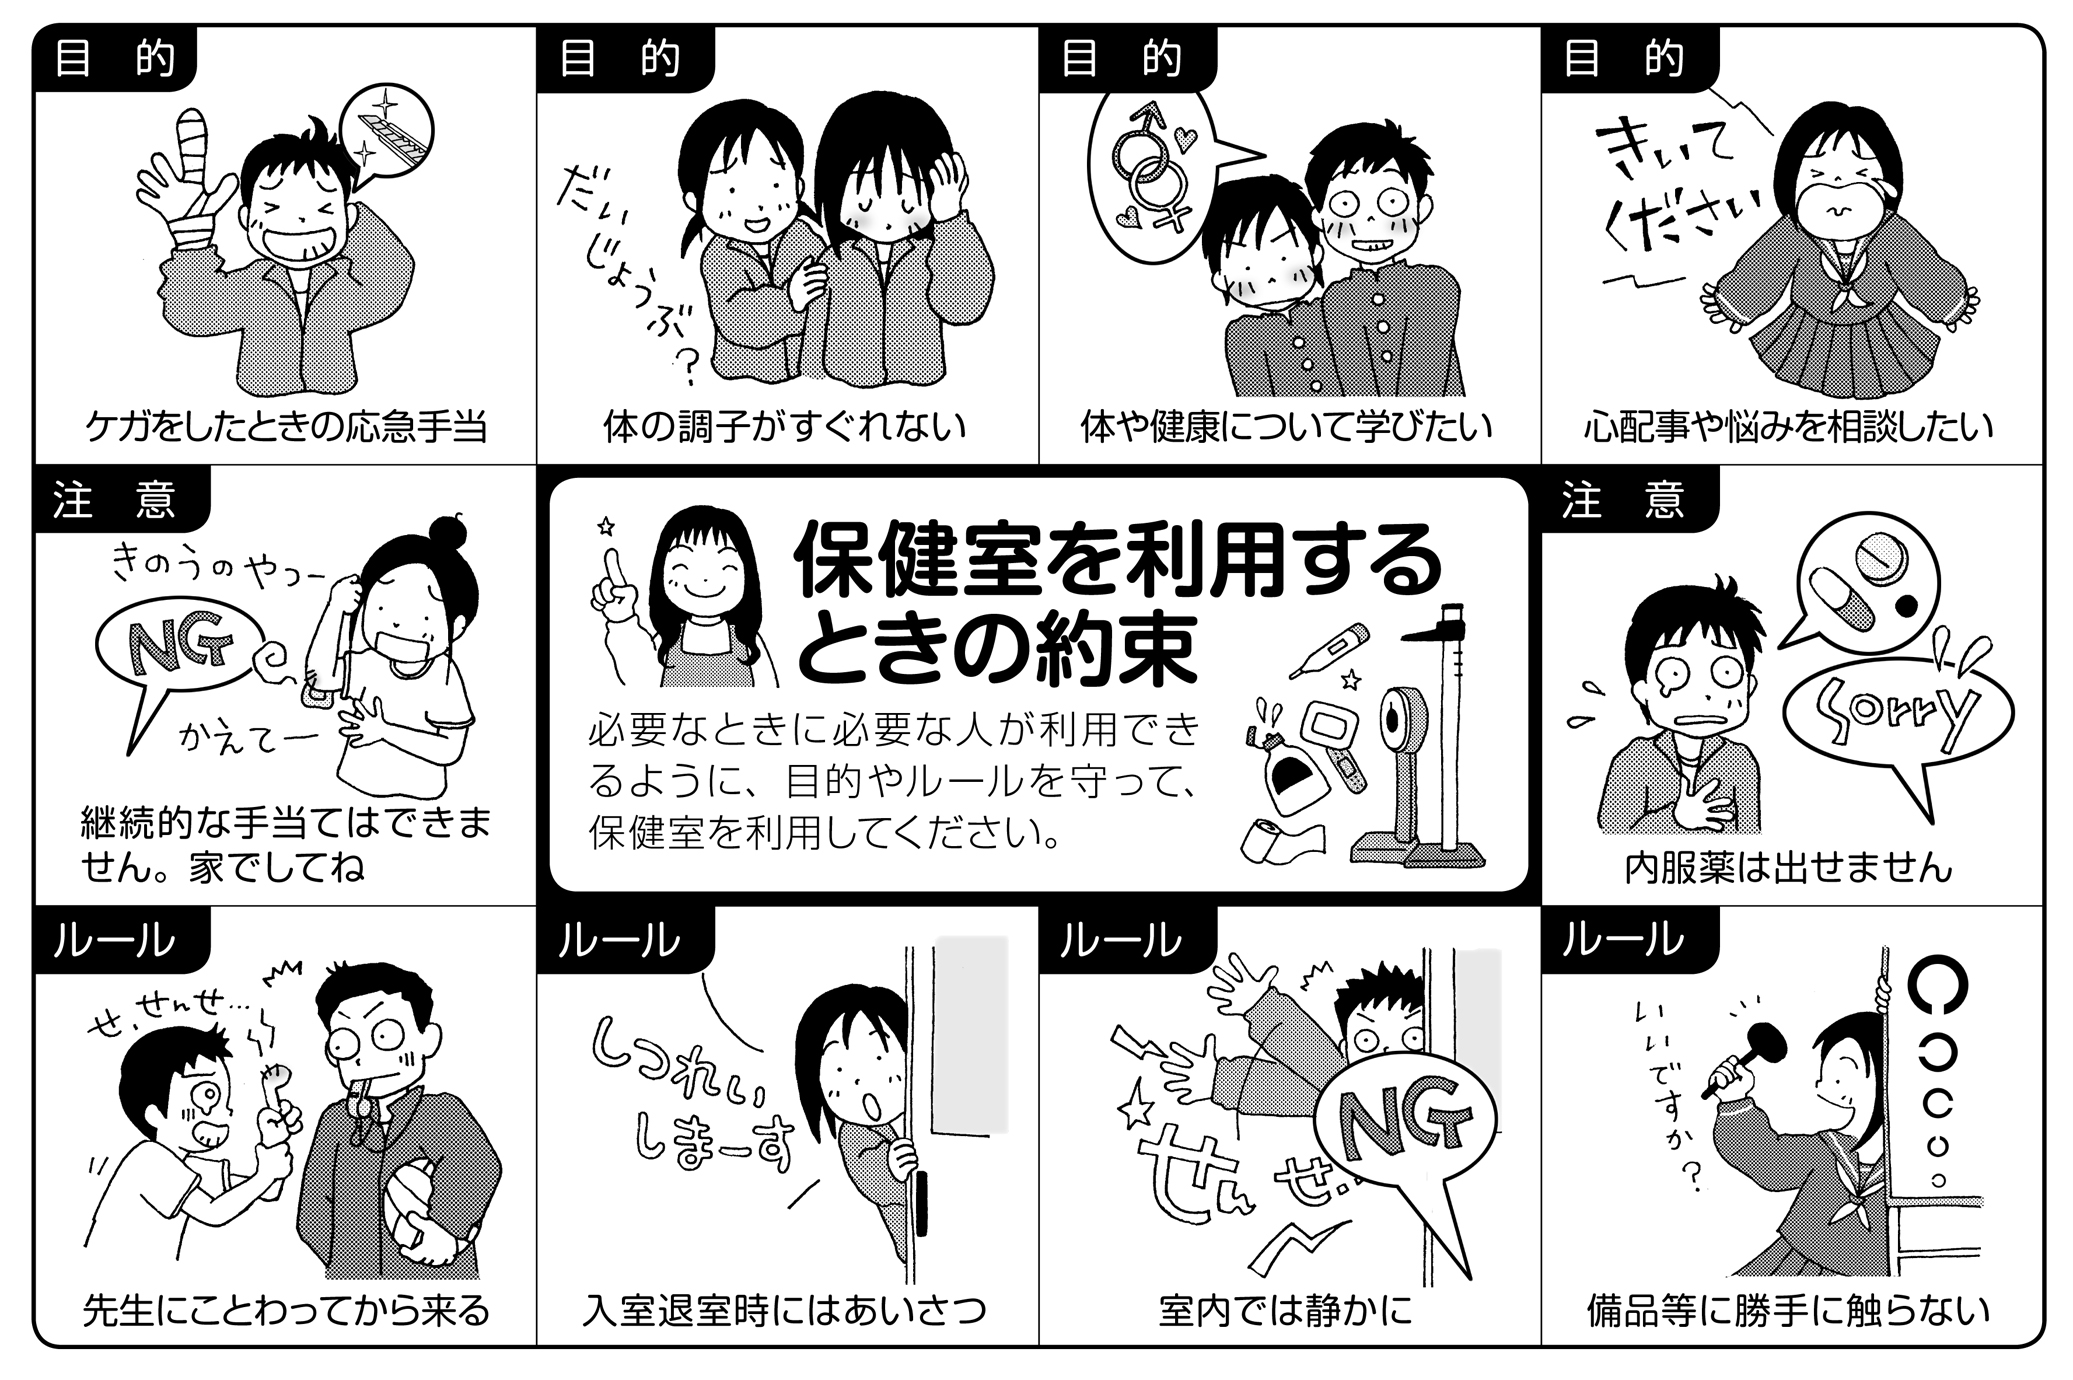 目的
ケガをしたときの応急手当
目的
だいじょうぶ?
体の調子がすぐれない
目的
体や健康について学びたい
目的
きいて
ください
心配事や悩みを相談したい
注意
きのうのやつー
NG
かえてー
継続的な手当てはできま
せん。家でしてね
保健室を利用する
ときの約束
必要なときに必要な人が利用でき
るように、目的やルールを守って、
保健室を利用してください。
注意
sorry
内服薬は出せません
ルール
せ、せんせ…
先生にことわってから来る
ルール
しつれい
しまーす
入室退室時にはあいさつ
ルール
せんせ‥
NG
室内では静かに
ルール
いいですか?
備品等に勝手に触らない